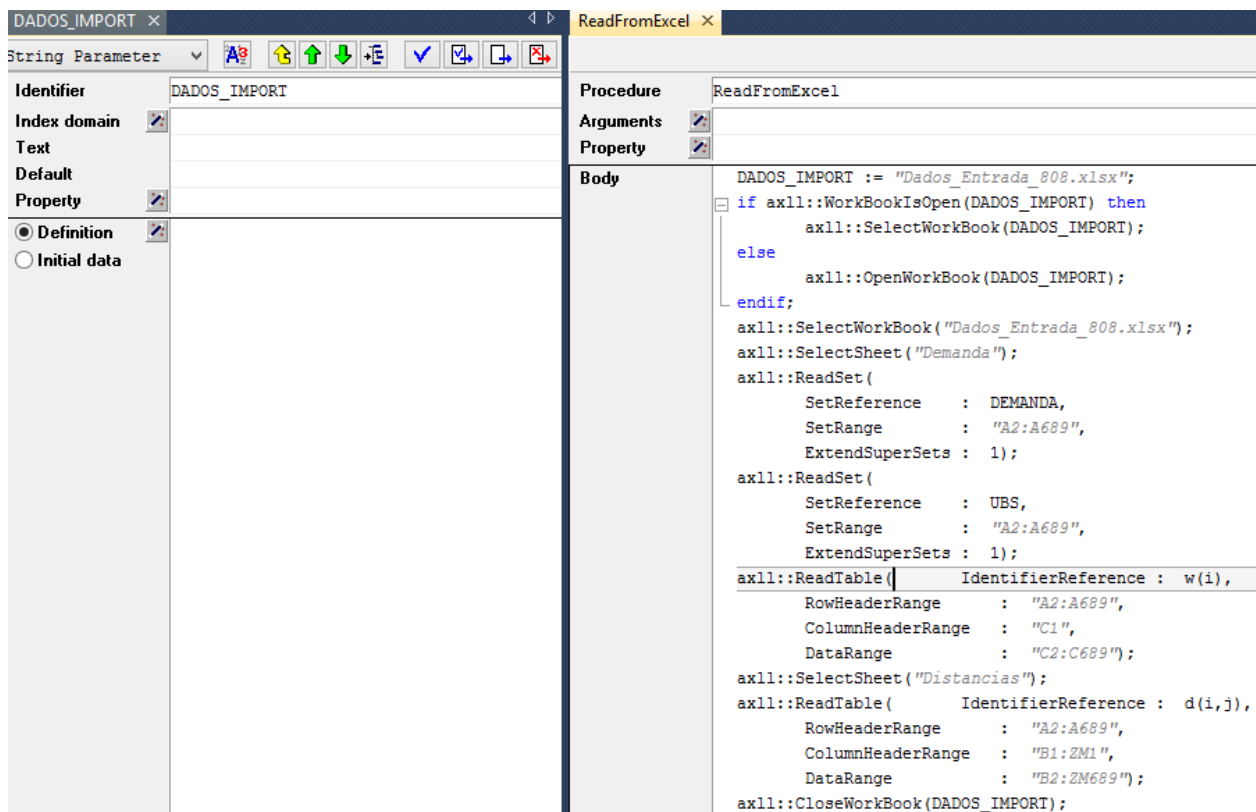 DADOS_IMPORT
String Parameter
Identifier DADOS_IMPORT
Index domain
Text
Default
Property
Definition
Initial data
ReadFromExcel
Procedure ReadFromExcel
Arguments
Property
Body
DADOS_IMPORT := "Dados_Entrada_808.xlsx";
if axll::WorkBookIsOpen(DADOS_IMPORT) then
axll::SelectWorkBook(DADOS_IMPORT);
else
axll::OpenWorkBook(DADOS_IMPORT);
endif;
axll::SelectWorkBook("Dados_Entrada_808.xlsx");
axll::SelectSheet("Demanda");
axll::ReadSet(
SetReference : DEMANDA,
SetRange : "A2:A689",
ExtendSuperSets : 1);
axll::ReadSet(
SetReference : UBS,
SetRange : "A2:A689",
ExtendSuperSets : 1);
axll::ReadTable( IdentifierReference : w(i),
RowHeaderRange : "A2:A689",
ColumnHeaderRange : "C1",
DataRange : "C2:C689");
axll::SelectSheet("Distancias");
axll::ReadTable( IdentifierReference : d(i,j),
RowHeaderRange : "A2:A689",
ColumnHeaderRange : "B1:ZM1",
DataRange : "B2:ZM689");
axll::CloseWorkBook(DADOS_IMPORT);